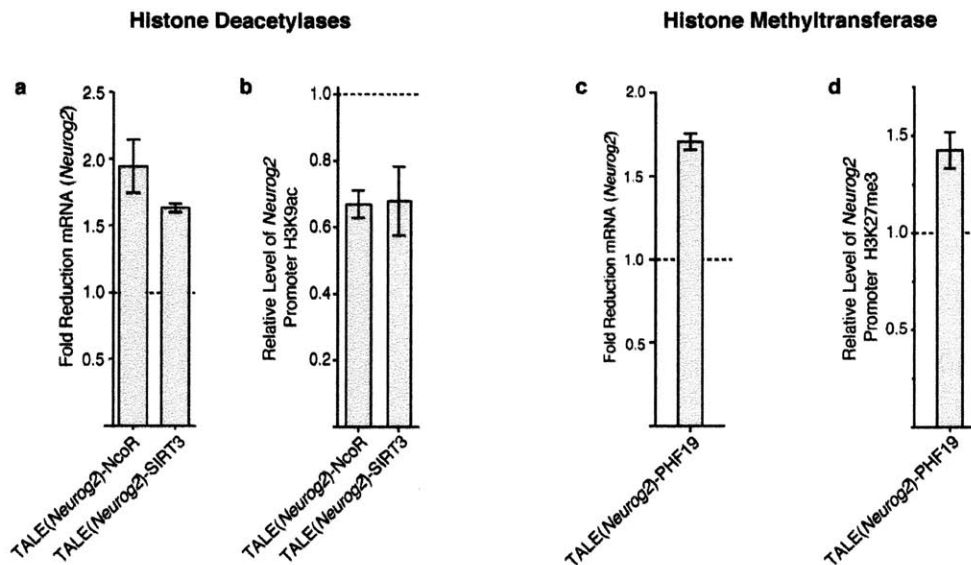 Histone Deacetylases
Histone Methyltransferase
a
Fold Reduction mRNA (Neurog2)
2.5
2.0
1.5
1.0
0.5
TALE(Neurog2)-NcoR
TALE(Neurog2)-SIRT3
b
Relative Level of Neurog2
Promoter H3K9ac
1.0
0.8
0.6
0.4
0.2
TALE(Neurog2)-NcoR
TALE(Neurog2)-SIRT3
c
Fold Reduction mRNA (Neurog2)
2.0
1.5
1.0
0.5
TALE(Neurog2)-PHF19
d
Relative Level of Neurog2
Promoter H3K27me3
1.5
1.0
0.5
TALE(Neurog2)-PHF19